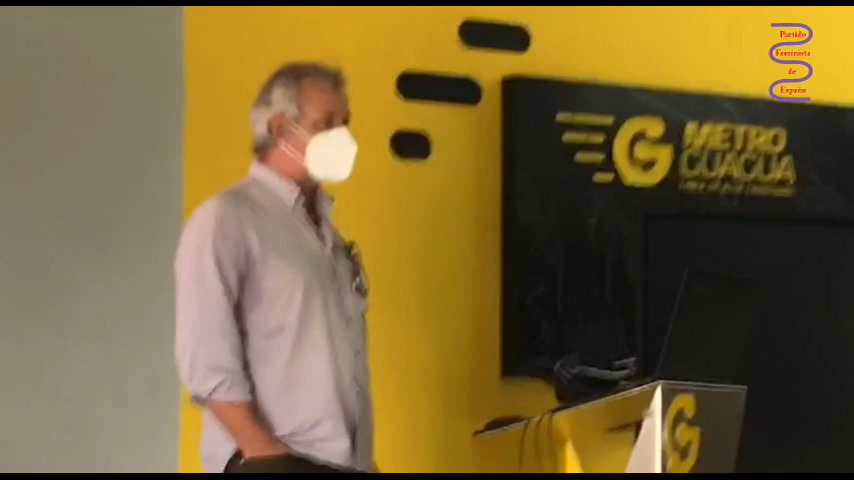 Partido
Feminista
de
España
G
METRO
GUAGUA
G